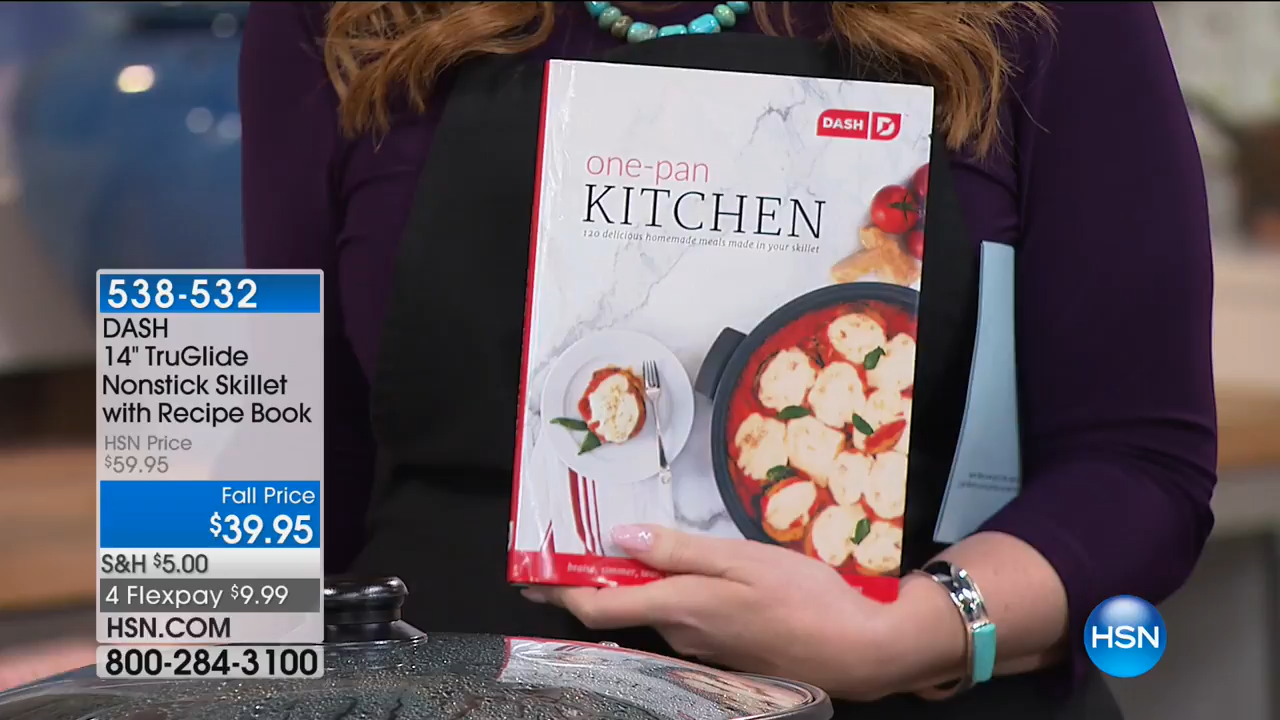 DASH D
one-pan
KITCHEN
120 delicious homemade meals made in your skillet
braise, simmer,
538-532
DASH
14" TruGlide
Nonstick Skillet
with Recipe Book
HSN Price
$59.95
Fall Price
$39.95
S&H $5.00
4 Flexpay $9.99
HSN.COM
800-284-3100
HSN